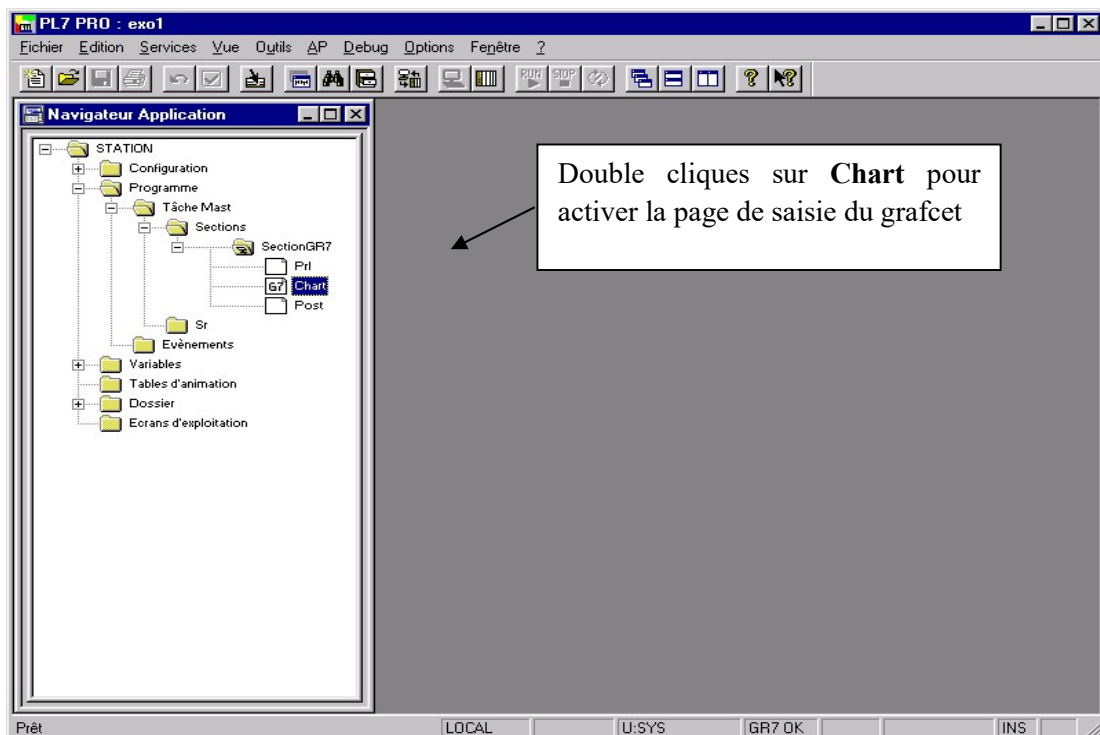 PL7 PRO : exo1
Fichier Edition Services Vue Outils AP Debug Options Fenêtre ?
RUN STOP
Navigateur Application
STATION
Configuration
Programme
Tâche Mast
Sections
SectionGR7
Prl
G7 Chart
Post
Sr
Evènements
Variables
Tables d'animation
Dossier
Ecrans d'exploitation
Double cliques sur Chart pour
activer la page de saisie du grafcet
Prêt LOCAL U:SYS GR7 OK INS